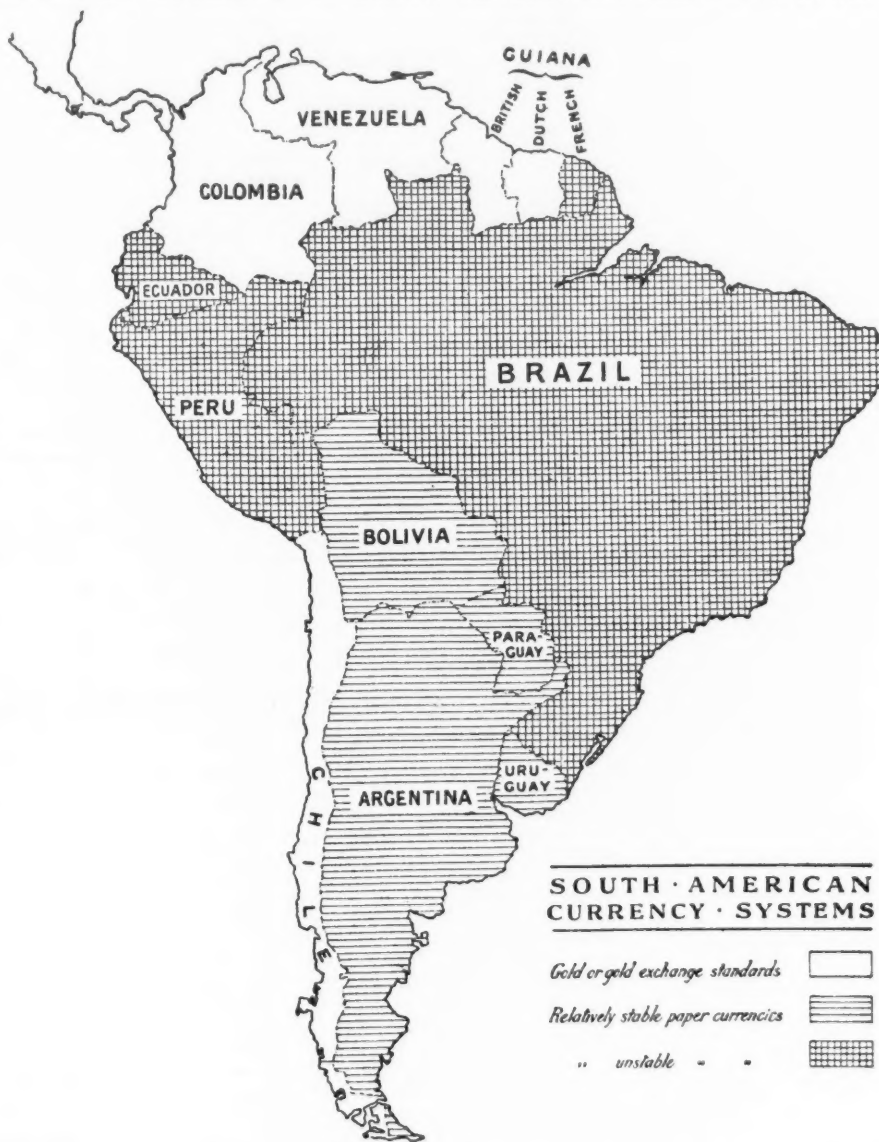 GUIANA
BRITISH
DUTCH
FRENCH
VENEZUELA
COLOMBIA
ECUADOR
BRAZIL
PERU
BOLIVIA
PARA-
GUAY
URU-
GUAY
ARGENTINA
CHILE
SOUTH · AMERICAN
CURRENCY · SYSTEMS
Gold or gold exchange standards
Relatively stable paper currencies
„ unstable „ „